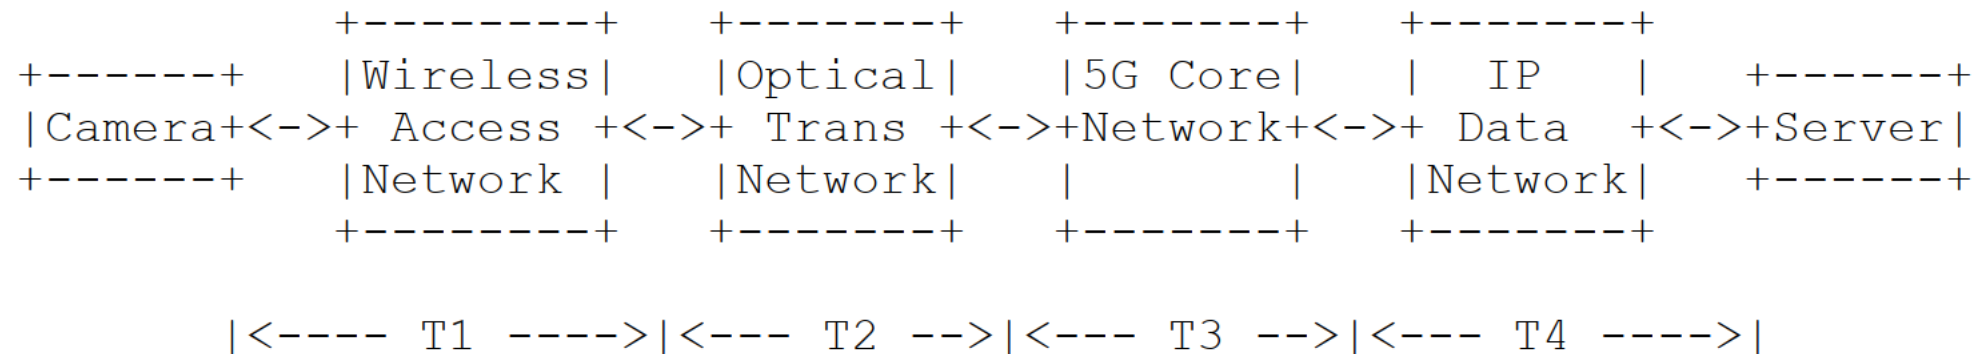 +--------+   +-------+   +-------+   +-------+
+------+   |Wireless|   |Optical|   |5G Core|   |  IP   |   +------+
|Camera+<->+ Access +<->+ Trans +<->+Network+<->+ Data  +<->+Server|
+------+   |Network |   |Network|   |       |   |Network|   +------+
           +--------+   +-------+   +-------+   +-------+
       |<---- T1 ---->|<--- T2 -->|<--- T3 -->|<--- T4 ---->|